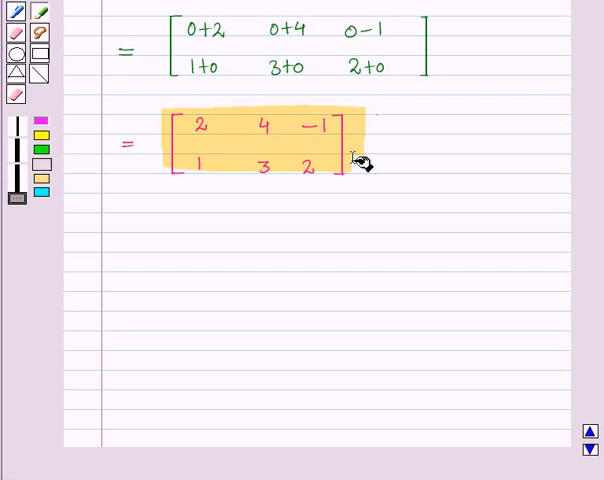 = [ 0+2 0+4 0-1
1+0 3+0 2+0 ]
= [ 2 4 -1
1 3 2 ]